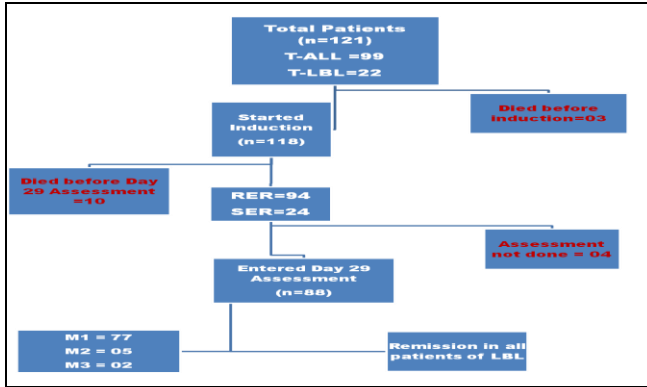 Total Patients
(n=121)
T-ALL =99
T-LBL=22
Died before
Induction=03
Started
Induction
(n=118)
Died before Day
29 Assessment
=10
RER=94
SER=24
Assessment
not done = 04
Entered Day 29
Assessment
(n=88)
M1 = 77
M2 = 05
M3 = 02
Remission in all
patients of LBL